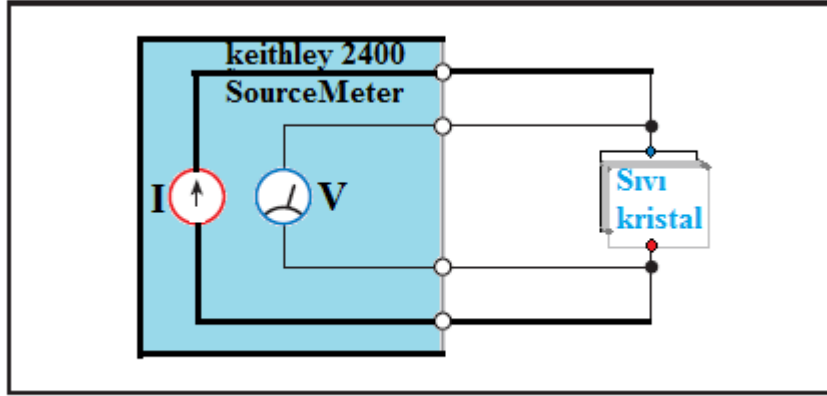 keithley 2400
SourceMeter
I
V
Sıvı
kristal